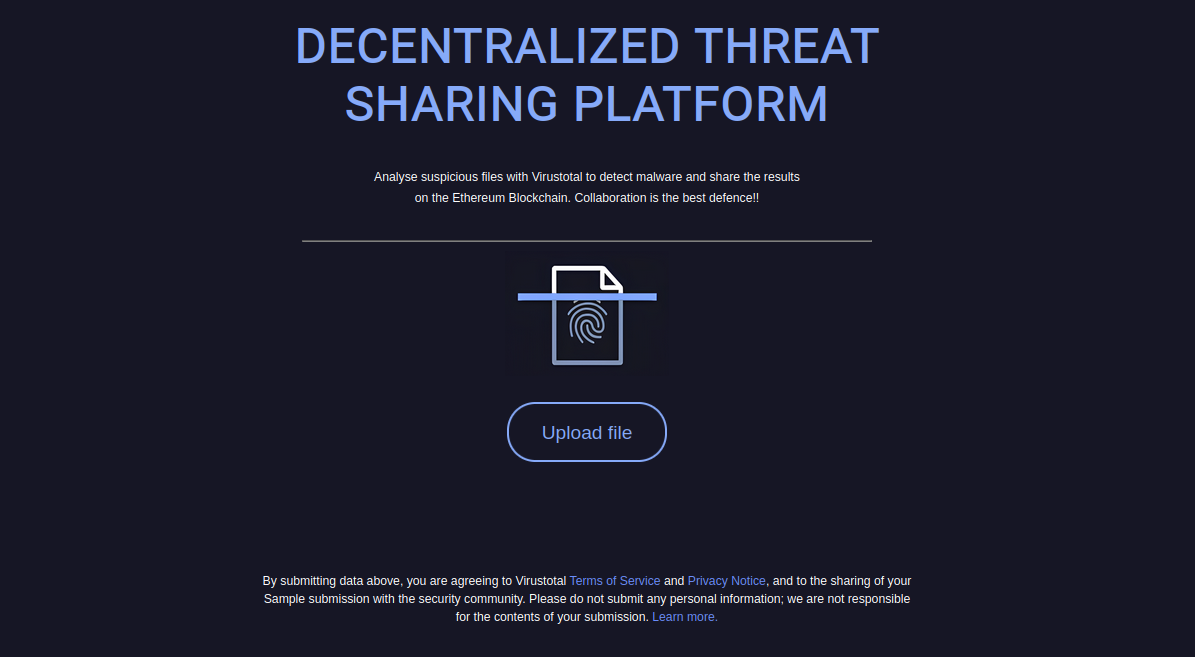 DECENTRALIZED THREAT
SHARING PLATFORM
Analyse suspicious files with Virustotal to detect malware and share the results
on the Ethereum Blockchain. Collaboration is the best defence!!
Upload file
By submitting data above, you are agreeing to Virustotal Terms of Service and Privacy Notice, and to the sharing of your
Sample submission with the security community. Please do not submit any personal information; we are not responsible
for the contents of your submission. Learn more.